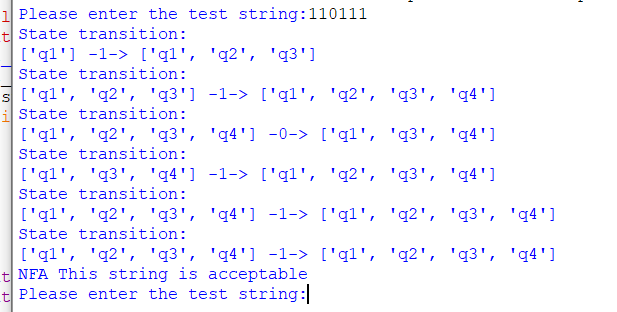 Please enter the test string:110111
State transition:
['q1'] -1-> ['q1', 'q2', 'q3']
State transition:
['q1', 'q2', 'q3'] -1-> ['q1', 'q2', 'q3', 'q4']
State transition:
['q1', 'q2', 'q3', 'q4'] -0-> ['q1', 'q3', 'q4']
State transition:
['q1', 'q3', 'q4'] -1-> ['q1', 'q2', 'q3', 'q4']
State transition:
['q1', 'q2', 'q3', 'q4'] -1-> ['q1', 'q2', 'q3', 'q4']
State transition:
['q1', 'q2', 'q3', 'q4'] -1-> ['q1', 'q2', 'q3', 'q4']
NFA This string is acceptable
Please enter the test string: